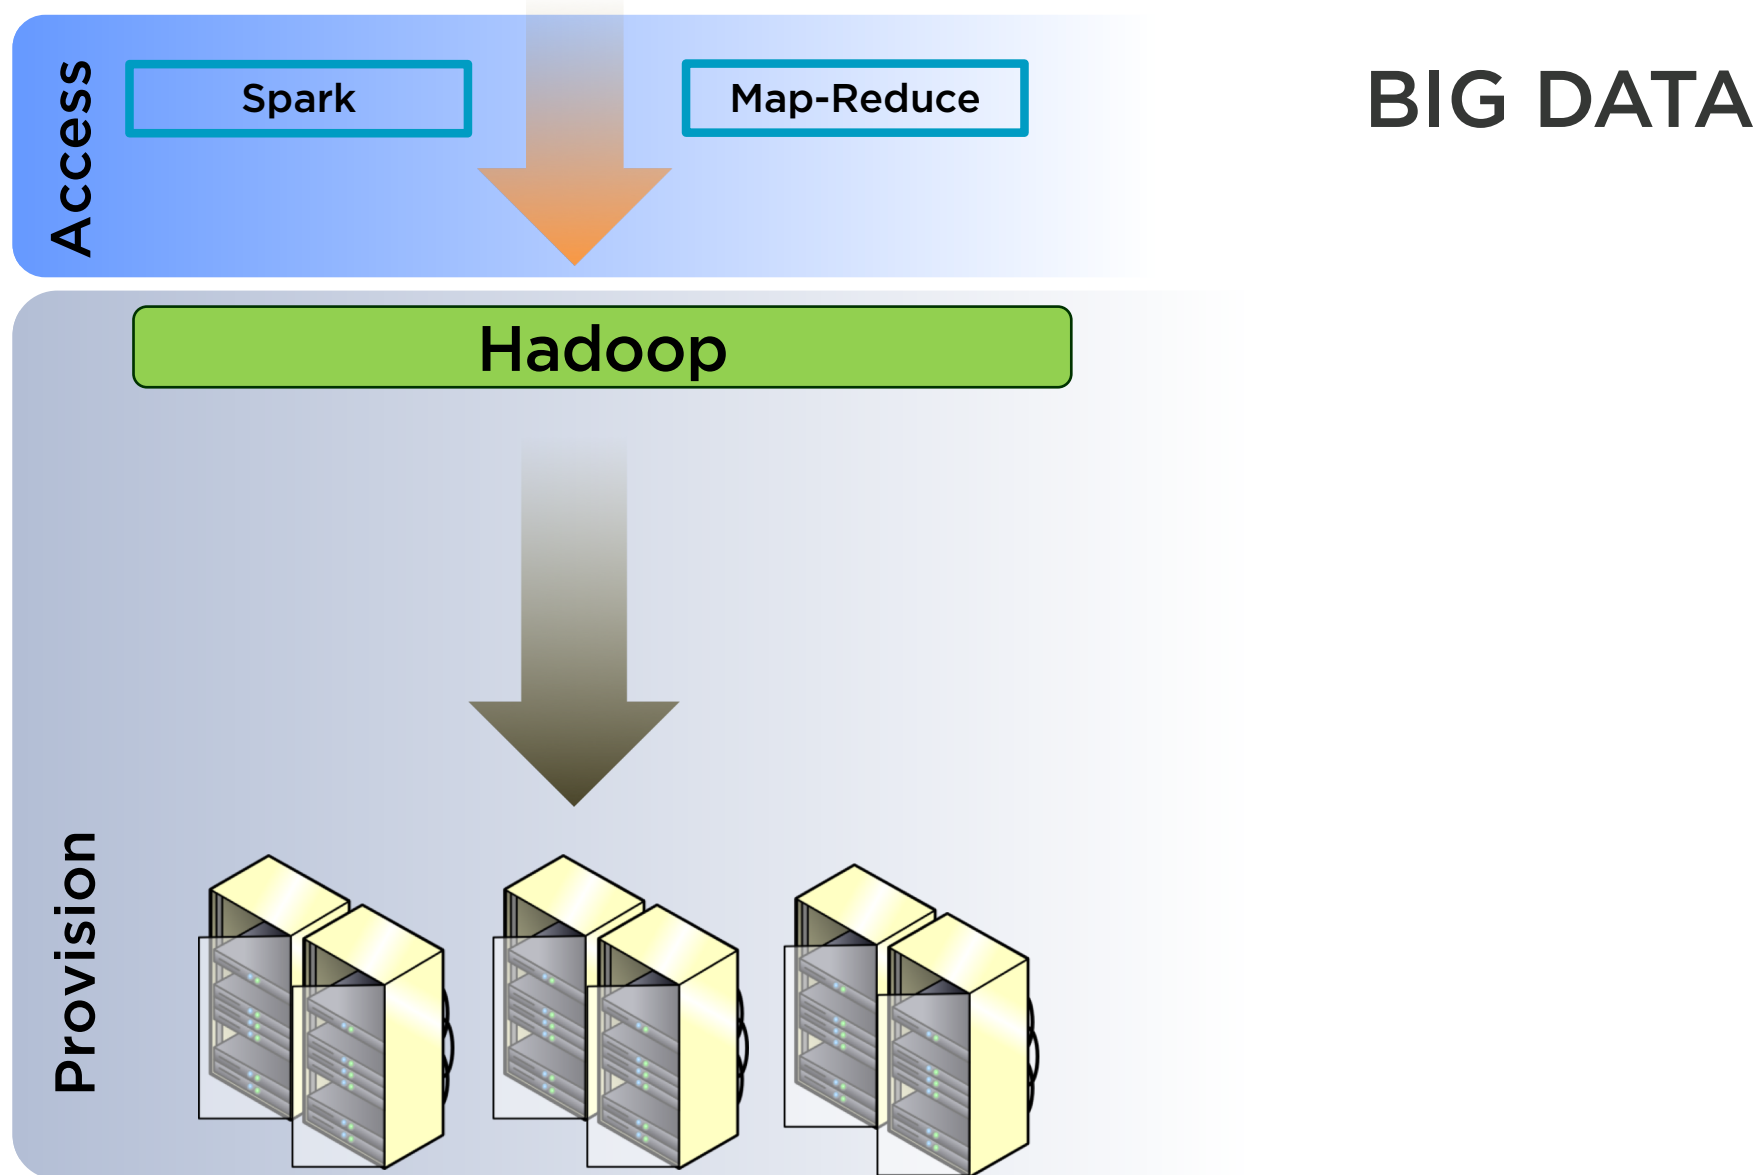 Access
Spark
Map-Reduce
BIG DATA
Hadoop
Provision